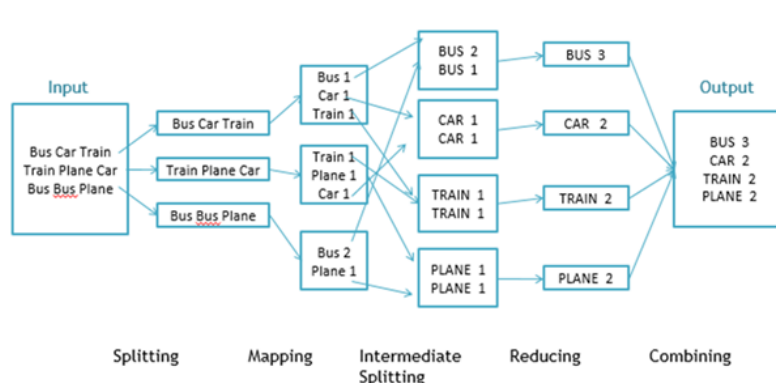 Input
Bus Car Train
Train Plane Car
Bus Bus Plane
Bus Car Train
Train Plane Car
Bus Bus Plane
Bus 1
Car 1
Train 1
Train 1
Plane 1
Car 1
Bus 2
Plane 1
BUS 2
BUS 1
CAR 1
CAR 1
TRAIN 1
TRAIN 1
PLANE 1
PLANE 1
BUS 3
CAR 2
TRAIN 2
PLANE 2
Output
BUS 3
CAR 2
TRAIN 2
PLANE 2
Splitting
Mapping
Intermediate
Splitting
Reducing
Combining